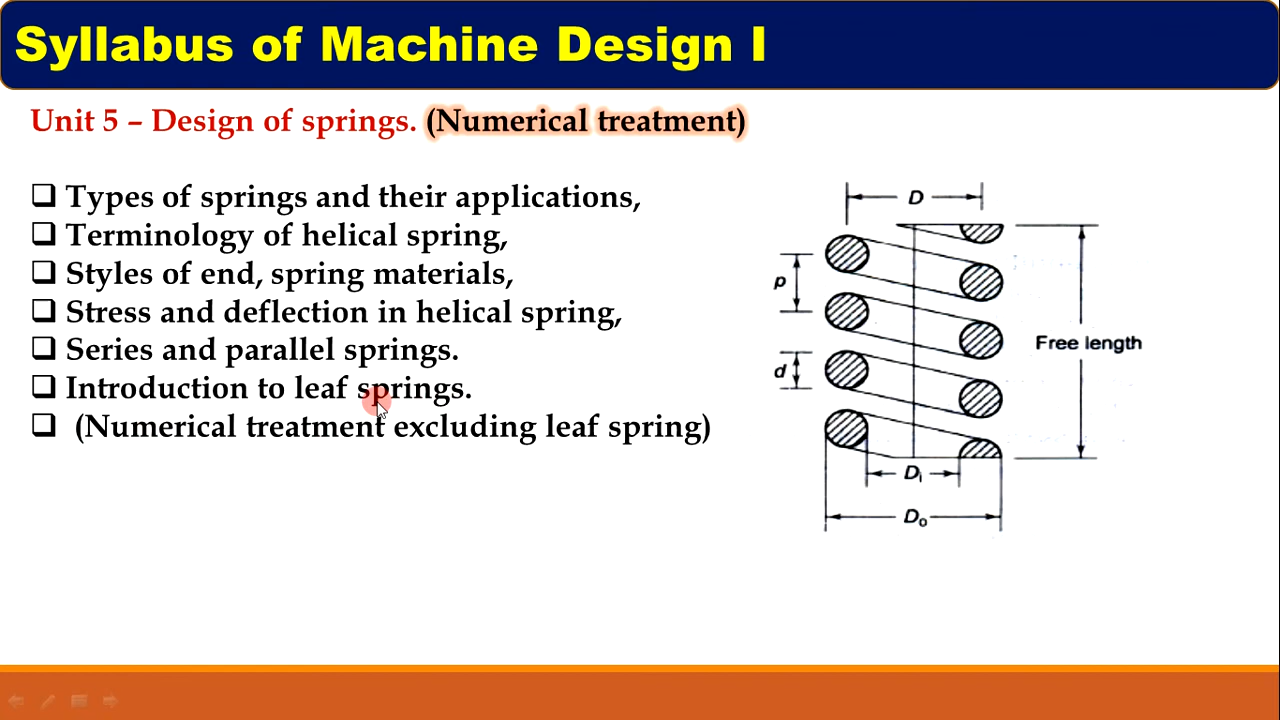 Syllabus of Machine Design I
Unit 5 – Design of springs. (Numerical treatment)
Types of springs and their applications,
Terminology of helical spring,
Styles of end, spring materials,
Stress and deflection in helical spring,
Series and parallel springs.
Introduction to leaf springs.
(Numerical treatment excluding leaf spring)
D
p
d
Free length
Di
Do